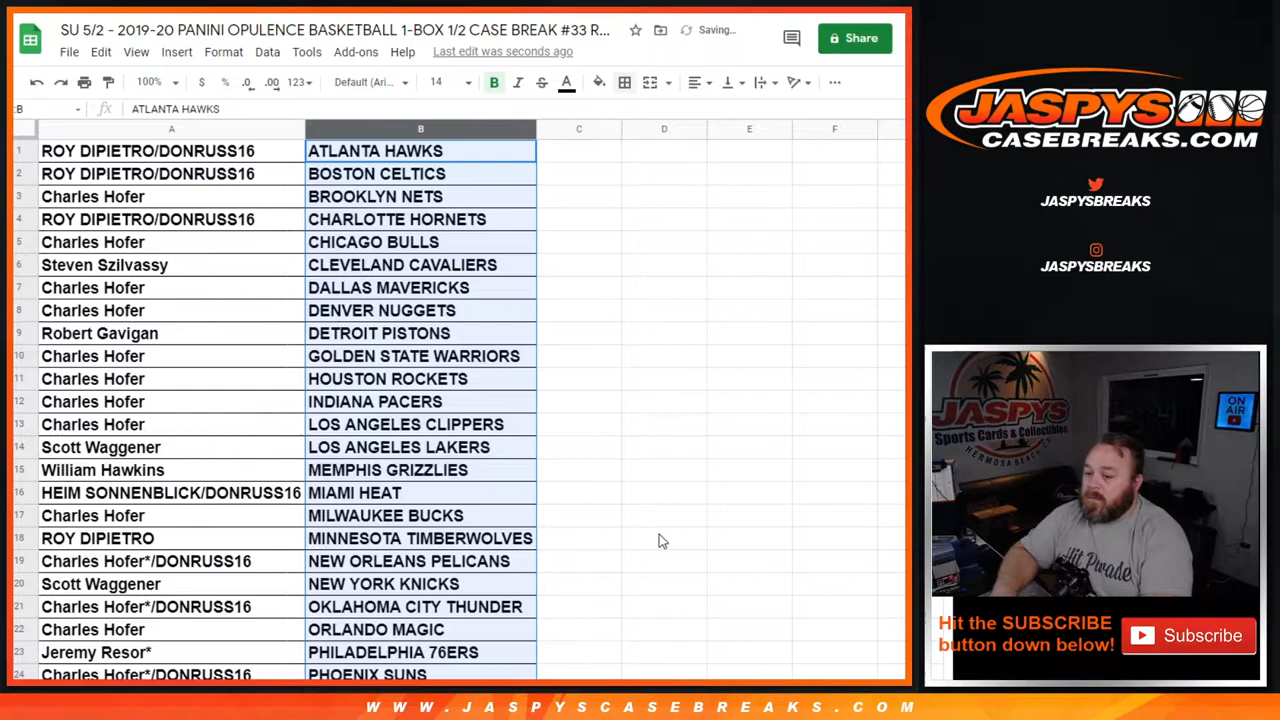 SU 5/2 - 2019-20 PANINI OPULENCE BASKETBALL 1-BOX 1/2 CASE BREAK #33 R...
Saving...
Share
File Edit View Insert Format Data Tools Add-ons Help Last edit was seconds ago
100% $ % .0 .00 123 Default (Ari... 14 B I S A
:B fx ATLANTA HAWKS
A B C D E F
1 ROY DIPIETRO/DONRUSS16 ATLANTA HAWKS
2 ROY DIPIETRO/DONRUSS16 BOSTON CELTICS
3 Charles Hofer BROOKLYN NETS
4 ROY DIPIETRO/DONRUSS16 CHARLOTTE HORNETS
5 Charles Hofer CHICAGO BULLS
6 Steven Szilvassy CLEVELAND CAVALIERS
7 Charles Hofer DALLAS MAVERICKS
8 Charles Hofer DENVER NUGGETS
9 Robert Gavigan DETROIT PISTONS
10 Charles Hofer GOLDEN STATE WARRIORS
11 Charles Hofer HOUSTON ROCKETS
12 Charles Hofer INDIANA PACERS
13 Charles Hofer LOS ANGELES CLIPPERS
14 Scott Waggener LOS ANGELES LAKERS
15 William Hawkins MEMPHIS GRIZZLIES
16 HEIM SONNENBLICK/DONRUSS16 MIAMI HEAT
17 Charles Hofer MILWAUKEE BUCKS
18 ROY DIPIETRO MINNESOTA TIMBERWOLVES
19 Charles Hofer*/DONRUSS16 NEW ORLEANS PELICANS
20 Scott Waggener NEW YORK KNICKS
21 Charles Hofer*/DONRUSS16 OKLAHOMA CITY THUNDER
22 Charles Hofer ORLANDO MAGIC
23 Jeremy Resor* PHILADELPHIA 76ERS
24 Charles Hofer*/DONRUSS16 PHOENIX SUNS
JASPYS
CASEBREAKS.COM
JASPYSBREAKS
JASPYSBREAKS
JASPYS
Sports Cards & Collectibles
HERMOSA BEACH
ON
AIR
Hit Parade
Hit the SUBSCRIBE
button down below!
Subscribe
WWW.JASPYSCASEBREAKS.COM